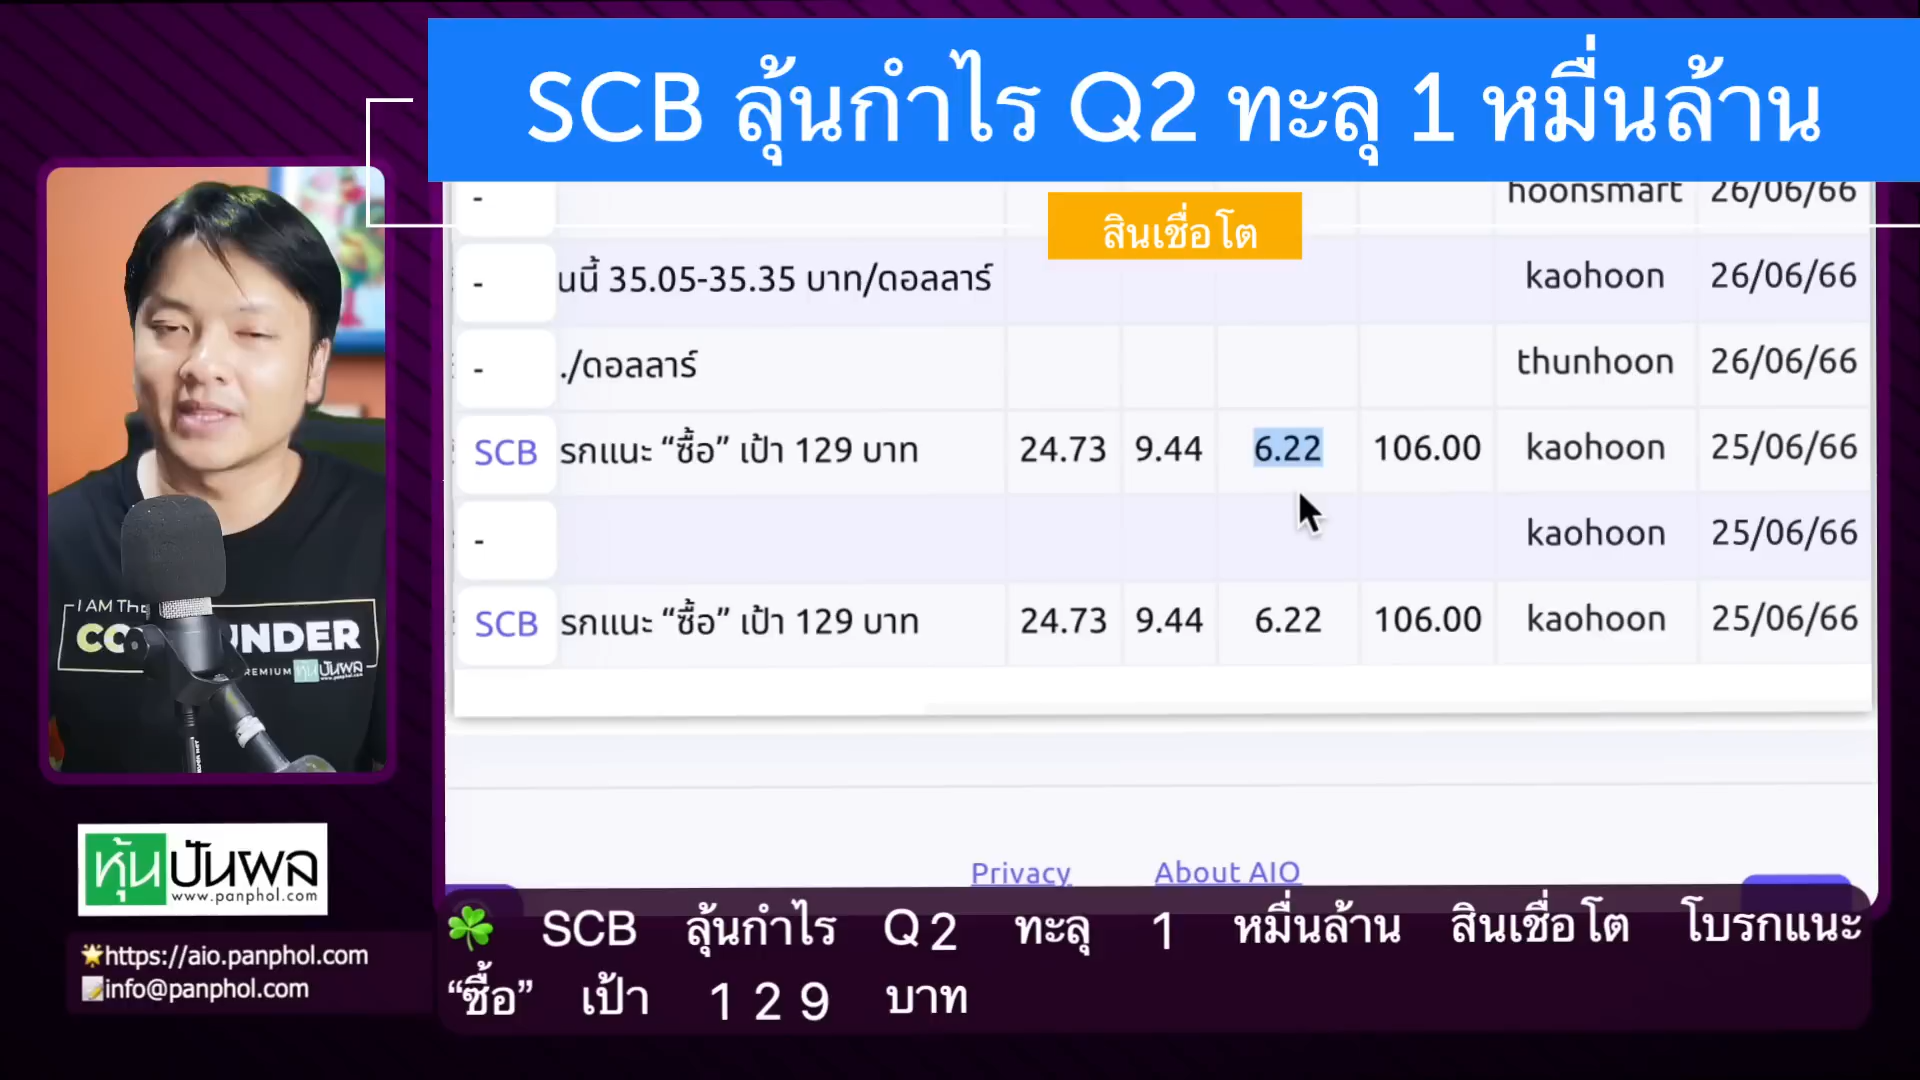 SCB ลุ้นกำไร Q2 ทะลุ 1 หมื่นล้าน
สินเชื่อโต
- hoonsmart 26/06/66
- นนี้ 35.05-35.35 บาท/ดอลลาร์ kaohoon 26/06/66
- ./ดอลลาร์ thunhoon 26/06/66
SCB รกแนะ “ซื้อ” เป้า 129 บาท 24.73 9.44 6.22 106.00 kaohoon 25/06/66
- kaohoon 25/06/66
SCB รกแนะ “ซื้อ” เป้า 129 บาท 24.73 9.44 6.22 106.00 kaohoon 25/06/66
Privacy About AIO
I AM THE
PREMIUM หุ้นปันผล
หุ้นปันผล
www.panphol.com
https://aio.panphol.com
info@panphol.com
SCB ลุ้นกำไร Q2 ทะลุ 1 หมื่นล้าน สินเชื่อโต โบรกแนะ
“ซื้อ” เป้า 129 บาท